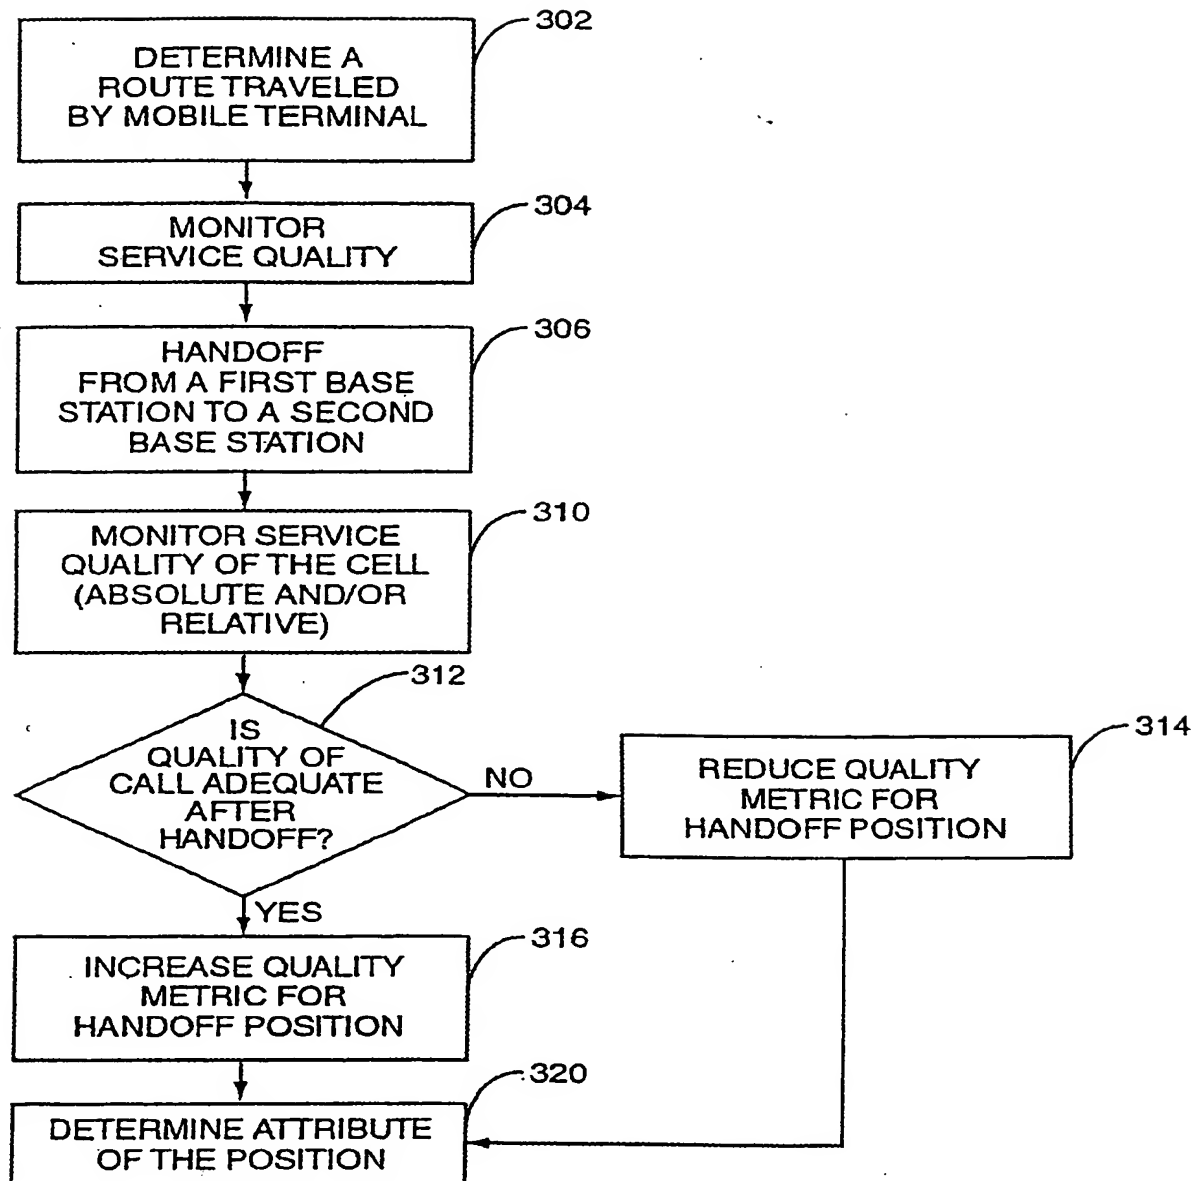 302
DETERMINE A
ROUTE TRAVELED
BY MOBILE TERMINAL
304
MONITOR
SERVICE QUALITY
306
HANDOFF
FROM A FIRST BASE
STATION TO A SECOND
BASE STATION
310
MONITOR SERVICE
QUALITY OF THE CELL
(ABSOLUTE AND/OR
RELATIVE)
312
IS
QUALITY OF
CALL ADEQUATE
AFTER
HANDOFF?
NO
314
REDUCE QUALITY
METRIC FOR
HANDOFF POSITION
YES
316
INCREASE QUALITY
METRIC FOR
HANDOFF POSITION
320
DETERMINE ATTRIBUTE
OF THE POSITION